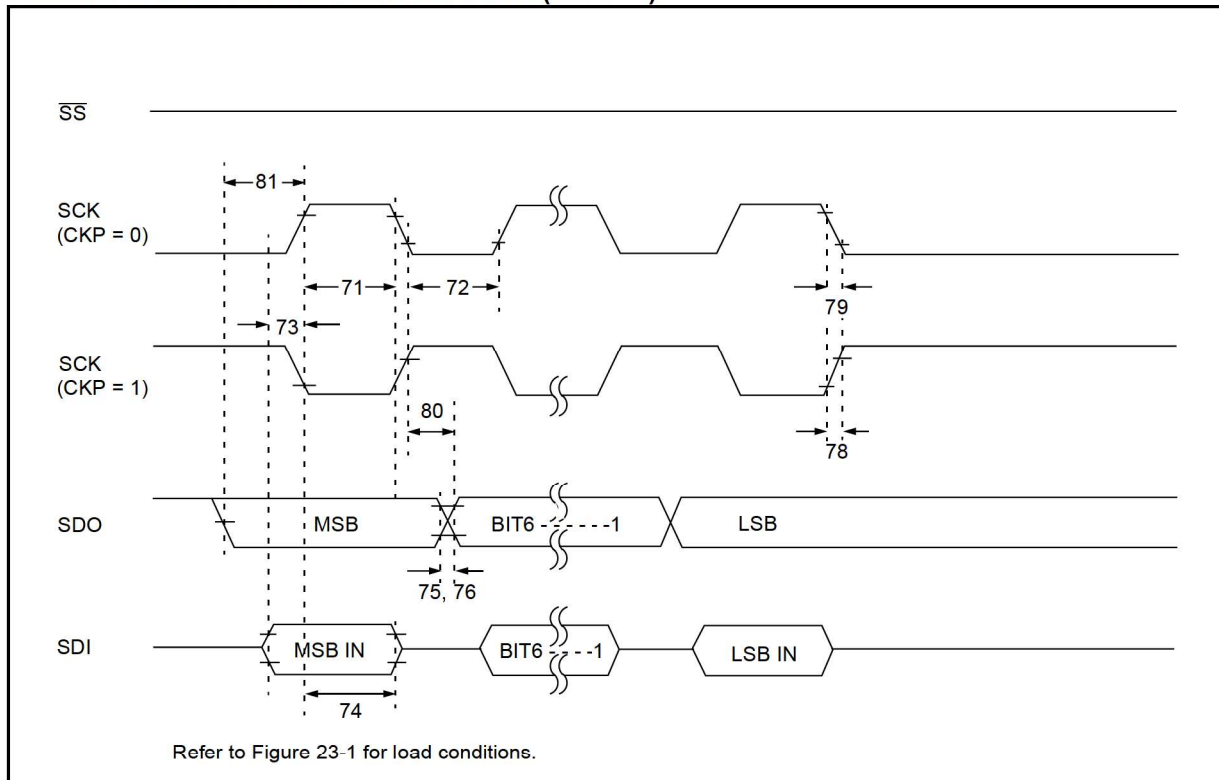 SS
81
SCK
(CKP = 0)
71
72
73
79
SCK
(CKP = 1)
80
78
SDO
MSB
BIT6 - - - - - -1
LSB
75, 76
SDI
MSB IN
BIT6 - - - - -1
LSB IN
74
Refer to Figure 23-1 for load conditions.